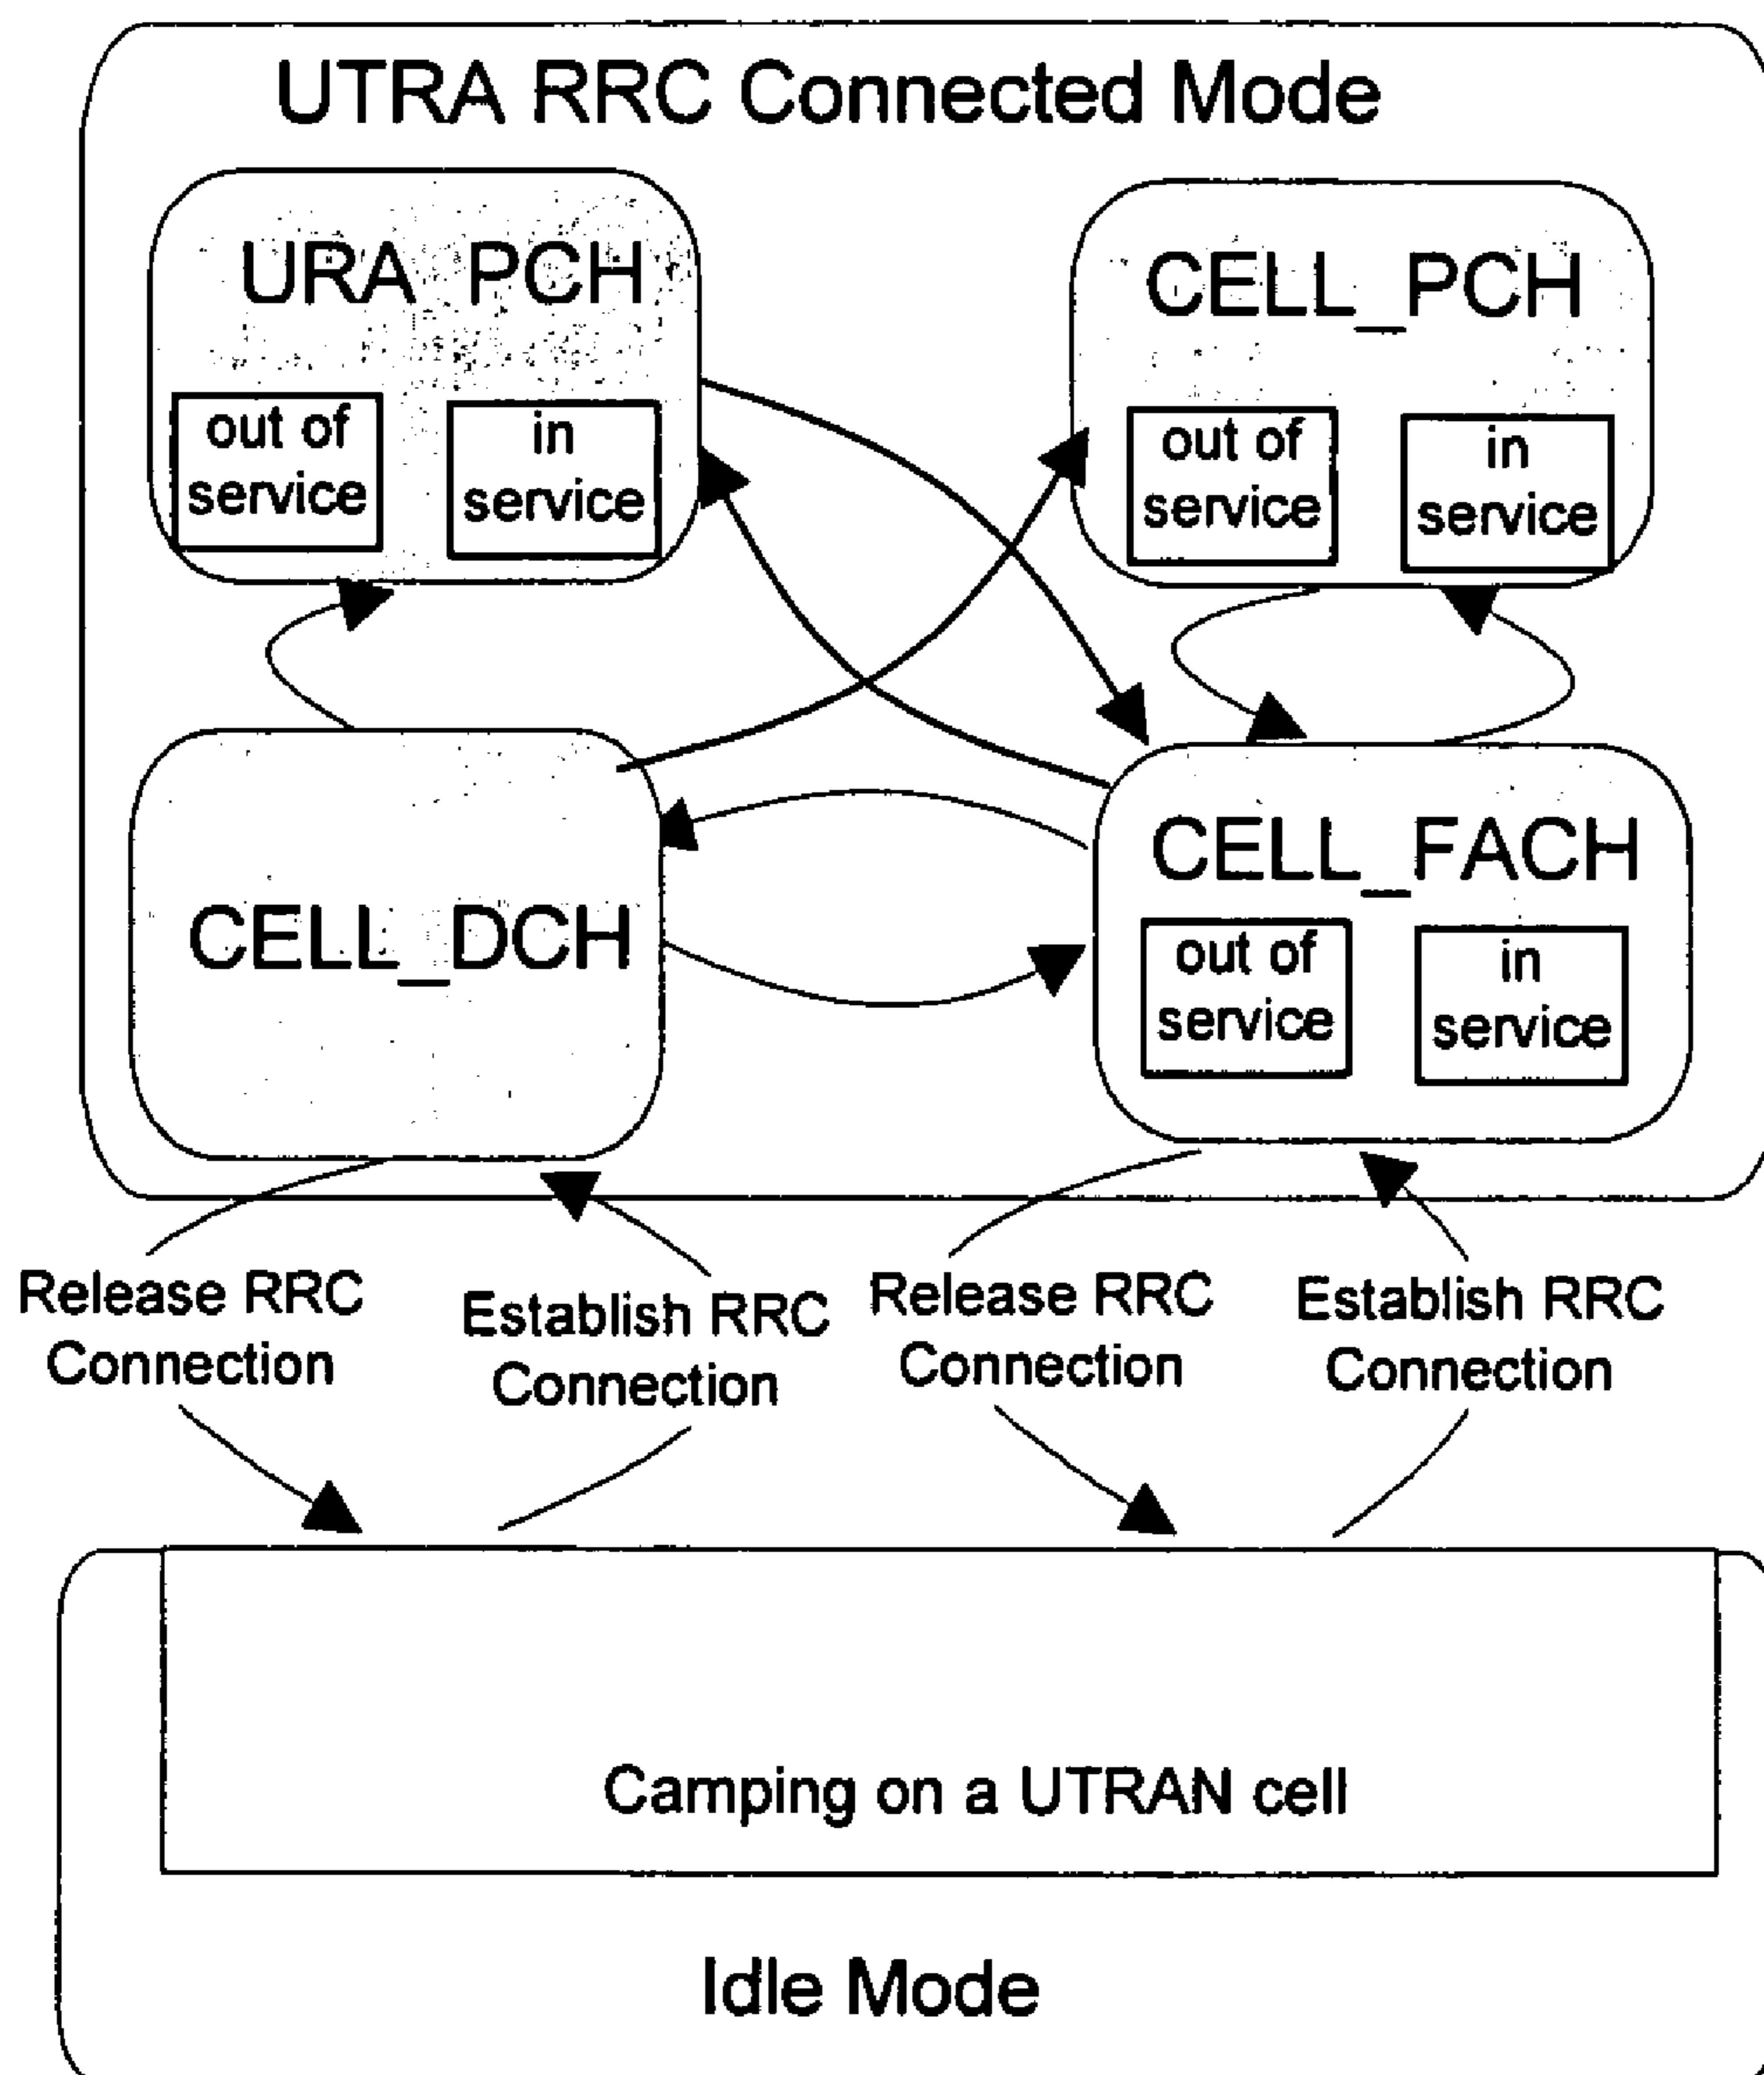 UTRA RRC Connected Mode
URA_PCH
out of
service
in
service
CELL_PCH
out of
service
in
service
CELL_DCH
CELL_FACH
out of
service
in
service
Release RRC
Connection
Establish RRC
Connection
Release RRC
Connection
Establish RRC
Connection
Camping on a UTRAN cell
Idle Mode